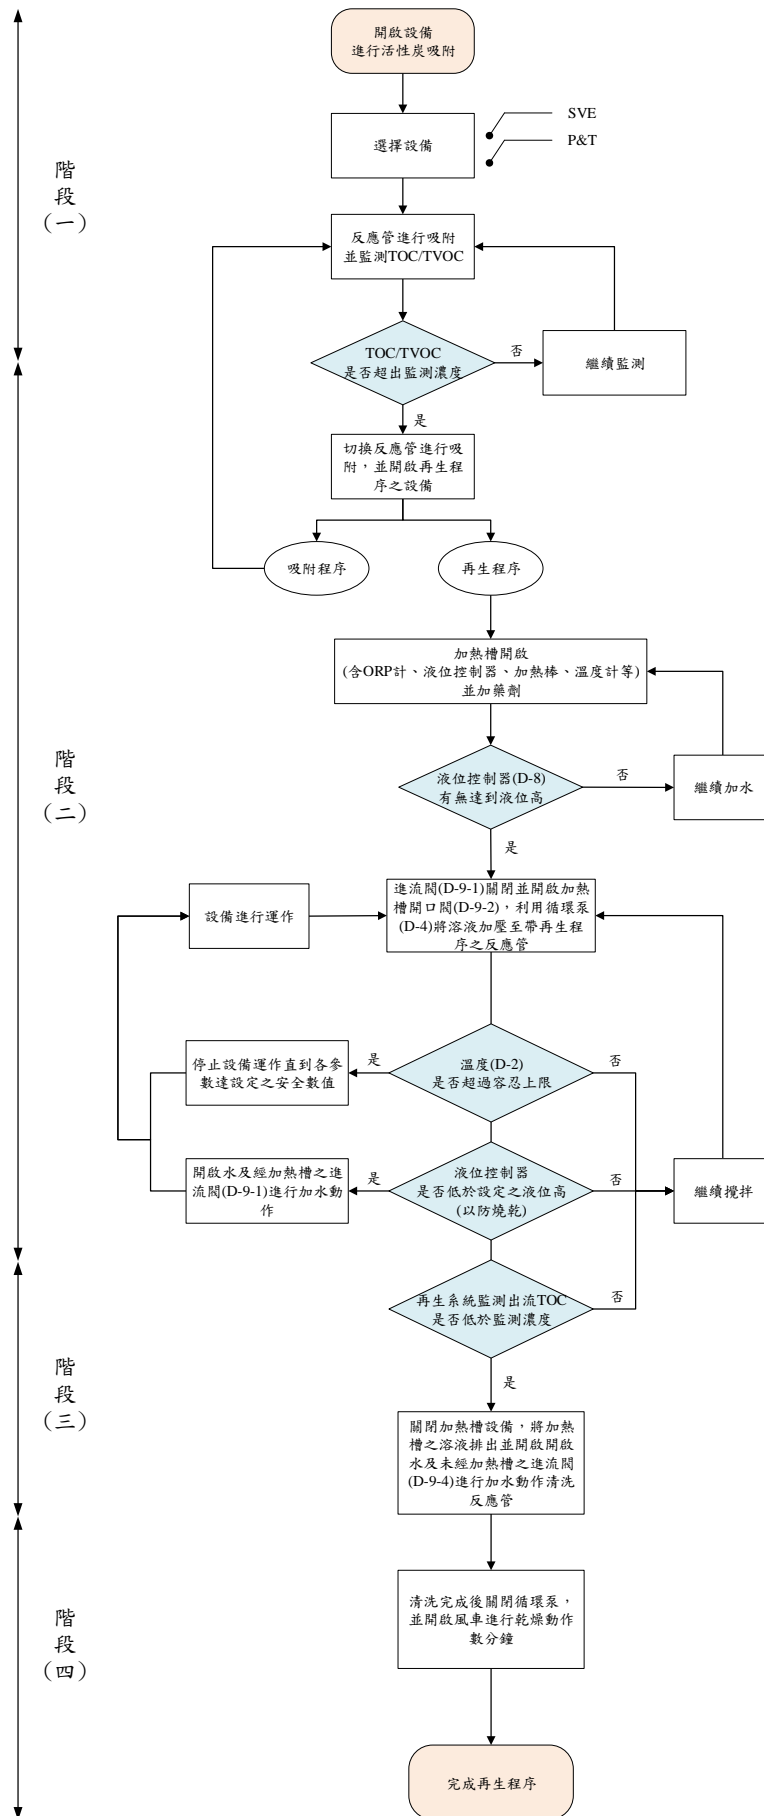 開啟設備
進行活性炭吸附
選擇設備
SVE
P&T
階
段
(一)
反應管進行吸附
並監測TOC/TVOC
TOC/TVOC
是否超出監測濃度
否
繼續監測
是
切換反應管進行吸
附，並開啟再生程
序之設備
吸附程序
再生程序
加熱槽開啟
(含ORP計、液位控制器、加熱棒、溫度計等)
並加藥劑
階
段
(二)
液位控制器(D-8)
有無達到液位高
否
繼續加水
是
設備進行運作
進流閥(D-9-1)關閉並開啟加熱
槽開口閥(D-9-2)，利用循環泵
(D-4)將溶液加壓至帶再生程
序之反應管
停止設備運作直到各參
數達設定之安全數值
是
溫度(D-2)
是否超過容忍上限
否
開啟水及經加熱槽之進
流閥(D-9-1)進行加水動
作
是
液位控制器
是否低於設定之液位高
(以防燒乾)
否
繼續攪拌
再生系統監測出流TOC
是否低於監測濃度
否
是
階
段
(三)
關閉加熱槽設備，將加熱
槽之溶液排出並開啟開啟
水及未經加熱槽之進流閥
(D-9-4)進行加水動作清洗
反應管
階
段
(四)
清洗完成後關閉循環泵，
並開啟風車進行乾燥動作
數分鐘
完成再生程序